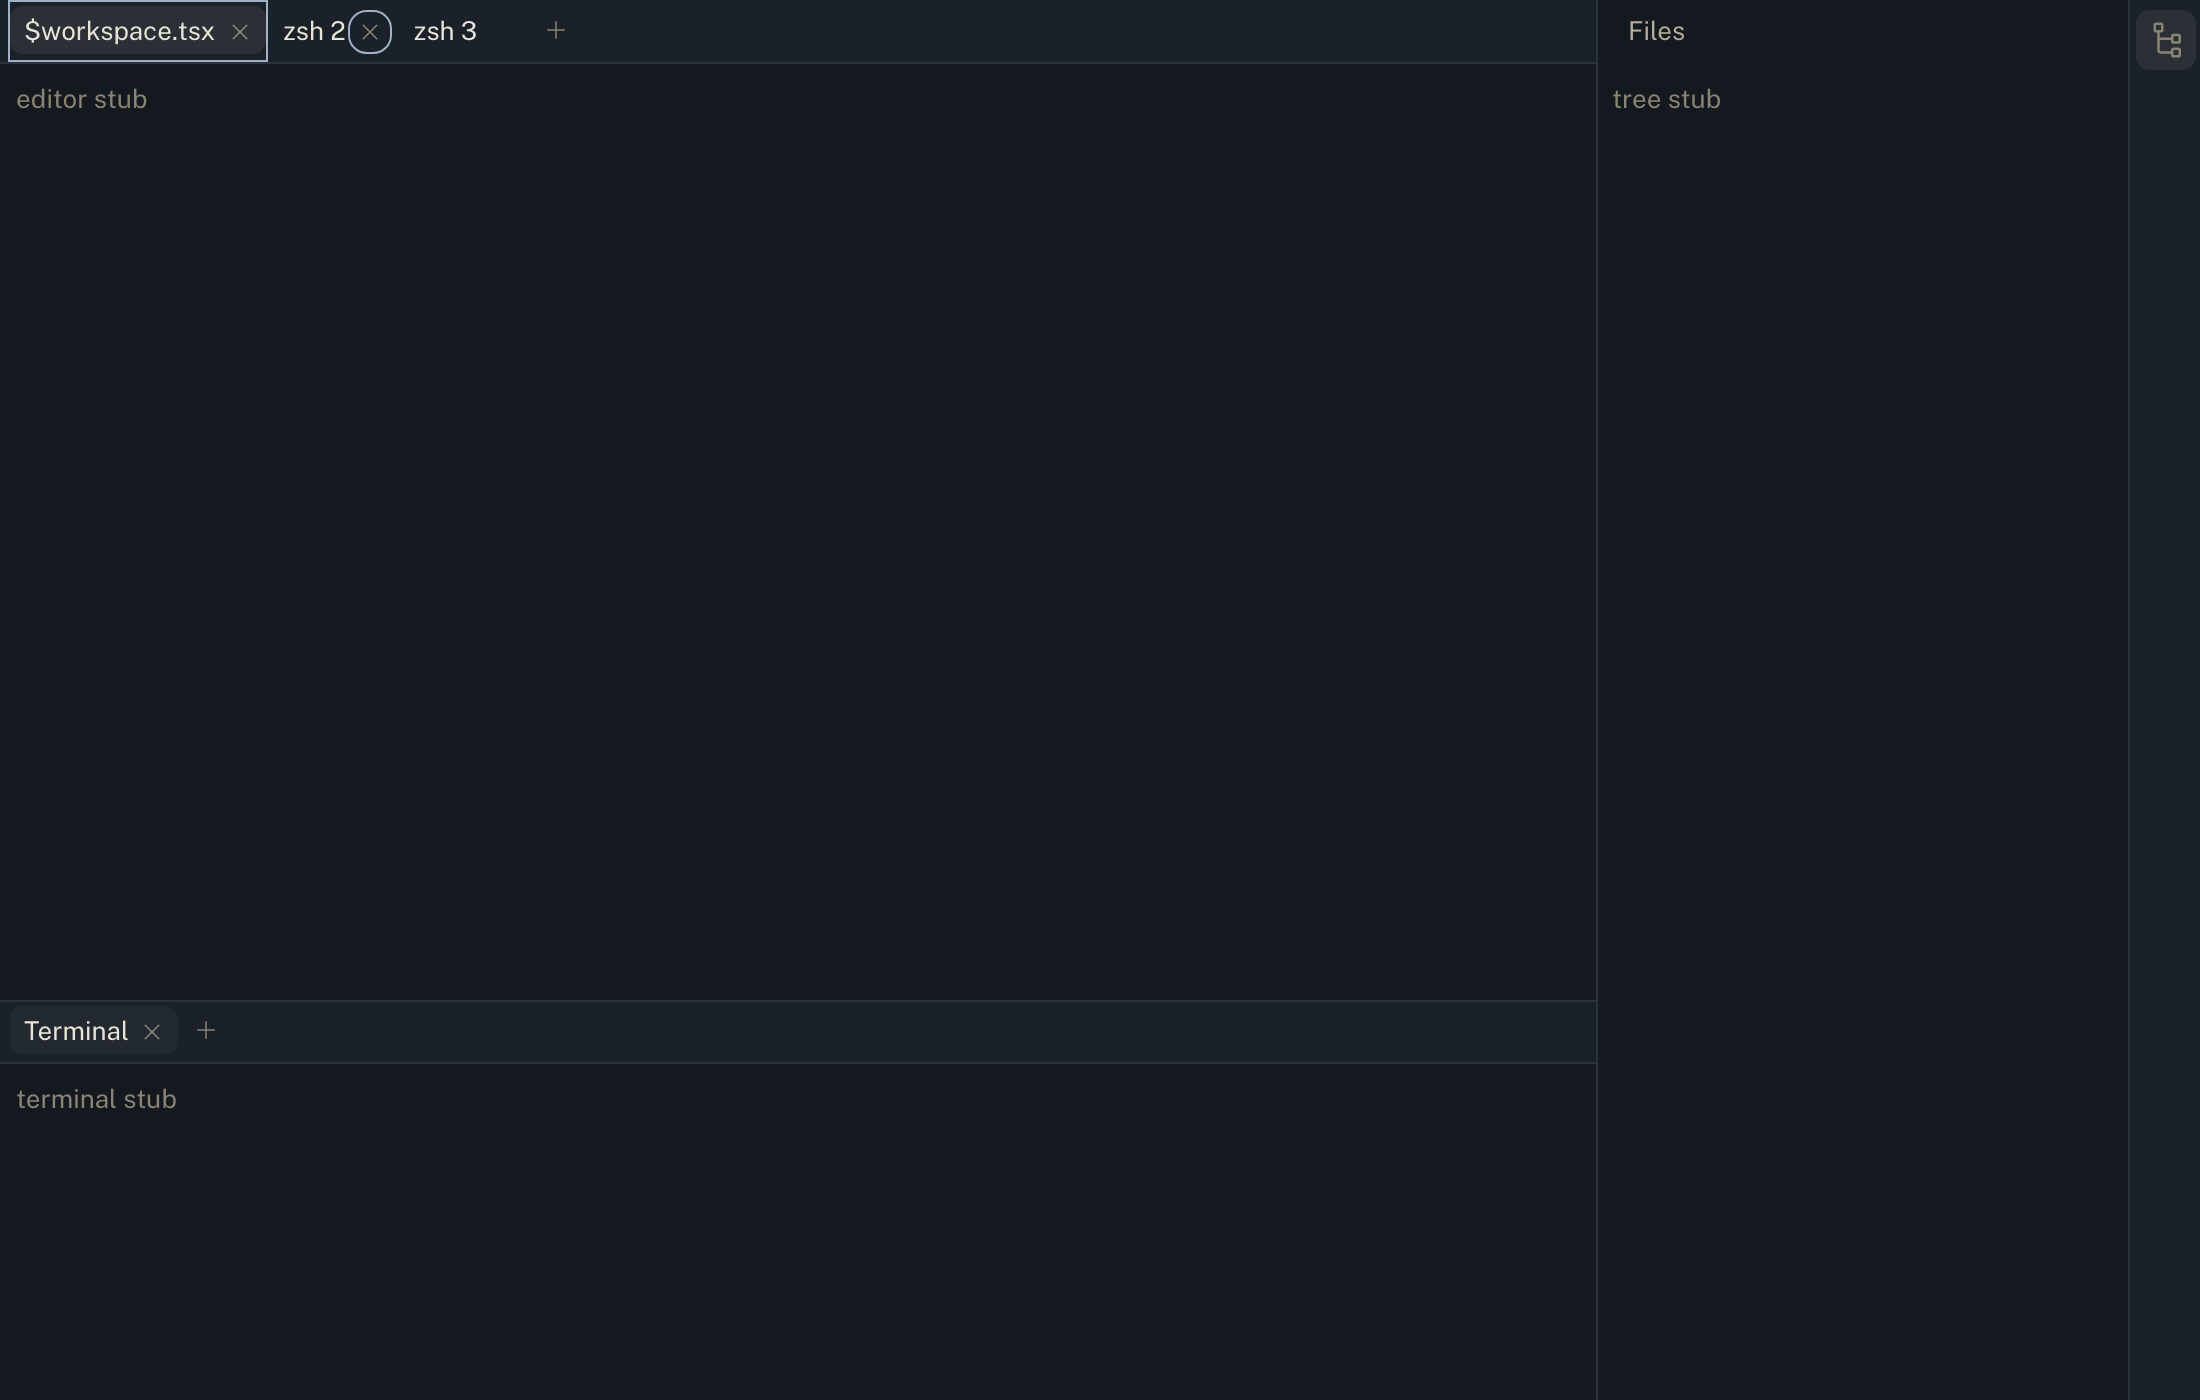 $workspace.tsx zsh 2 zsh 3 Files
editor stub
tree stub
Terminal
terminal stub